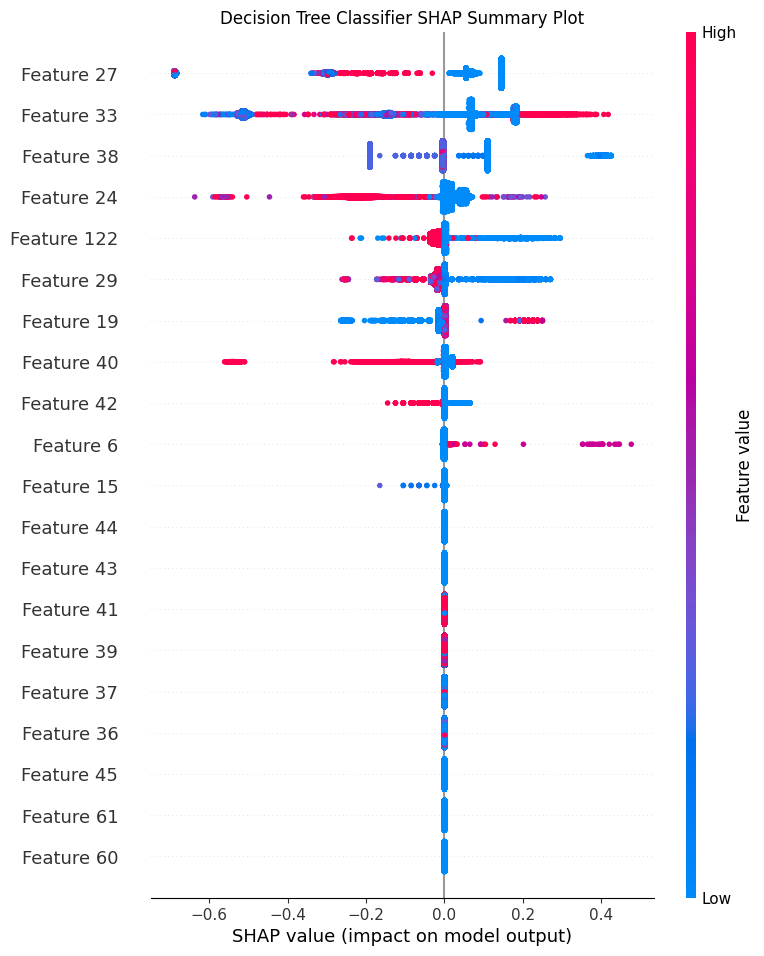 Decision Tree Classifier SHAP Summary Plot
High
Feature 27
Feature 33
Feature 38
Feature 24
Feature 122
Feature 29
Feature 19
Feature 40
Feature 42
Feature 6
Feature 15
Feature 44
Feature 43
Feature 41
Feature 39
Feature 37
Feature 36
Feature 45
Feature 61
Feature 60
Feature value
Low
−0.6 −0.4 −0.2 0.0 0.2 0.4
SHAP value (impact on model output)